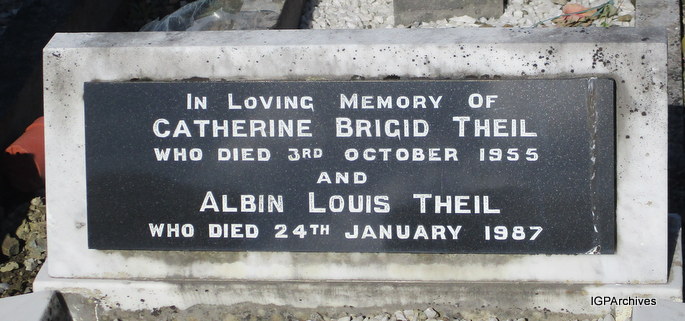 In Loving Memory Of
CATHERINE BRIGID THEIL
WHO DIED 3RD OCTOBER 1955
AND
ALBIN LOUIS THEIL
WHO DIED 24TH JANUARY 1987
IGPArchives